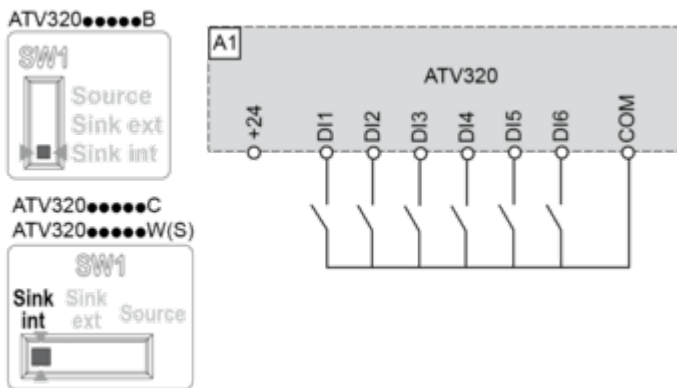 ATV320●●●●●B
SW1
Source
Sink ext
Sink int
ATV320●●●●●C
ATV320●●●●●W(S)
SW1
Sink int
Sink ext
Source
A1
ATV320
+24
DI1
DI2
DI3
DI4
DI5
DI6
COM